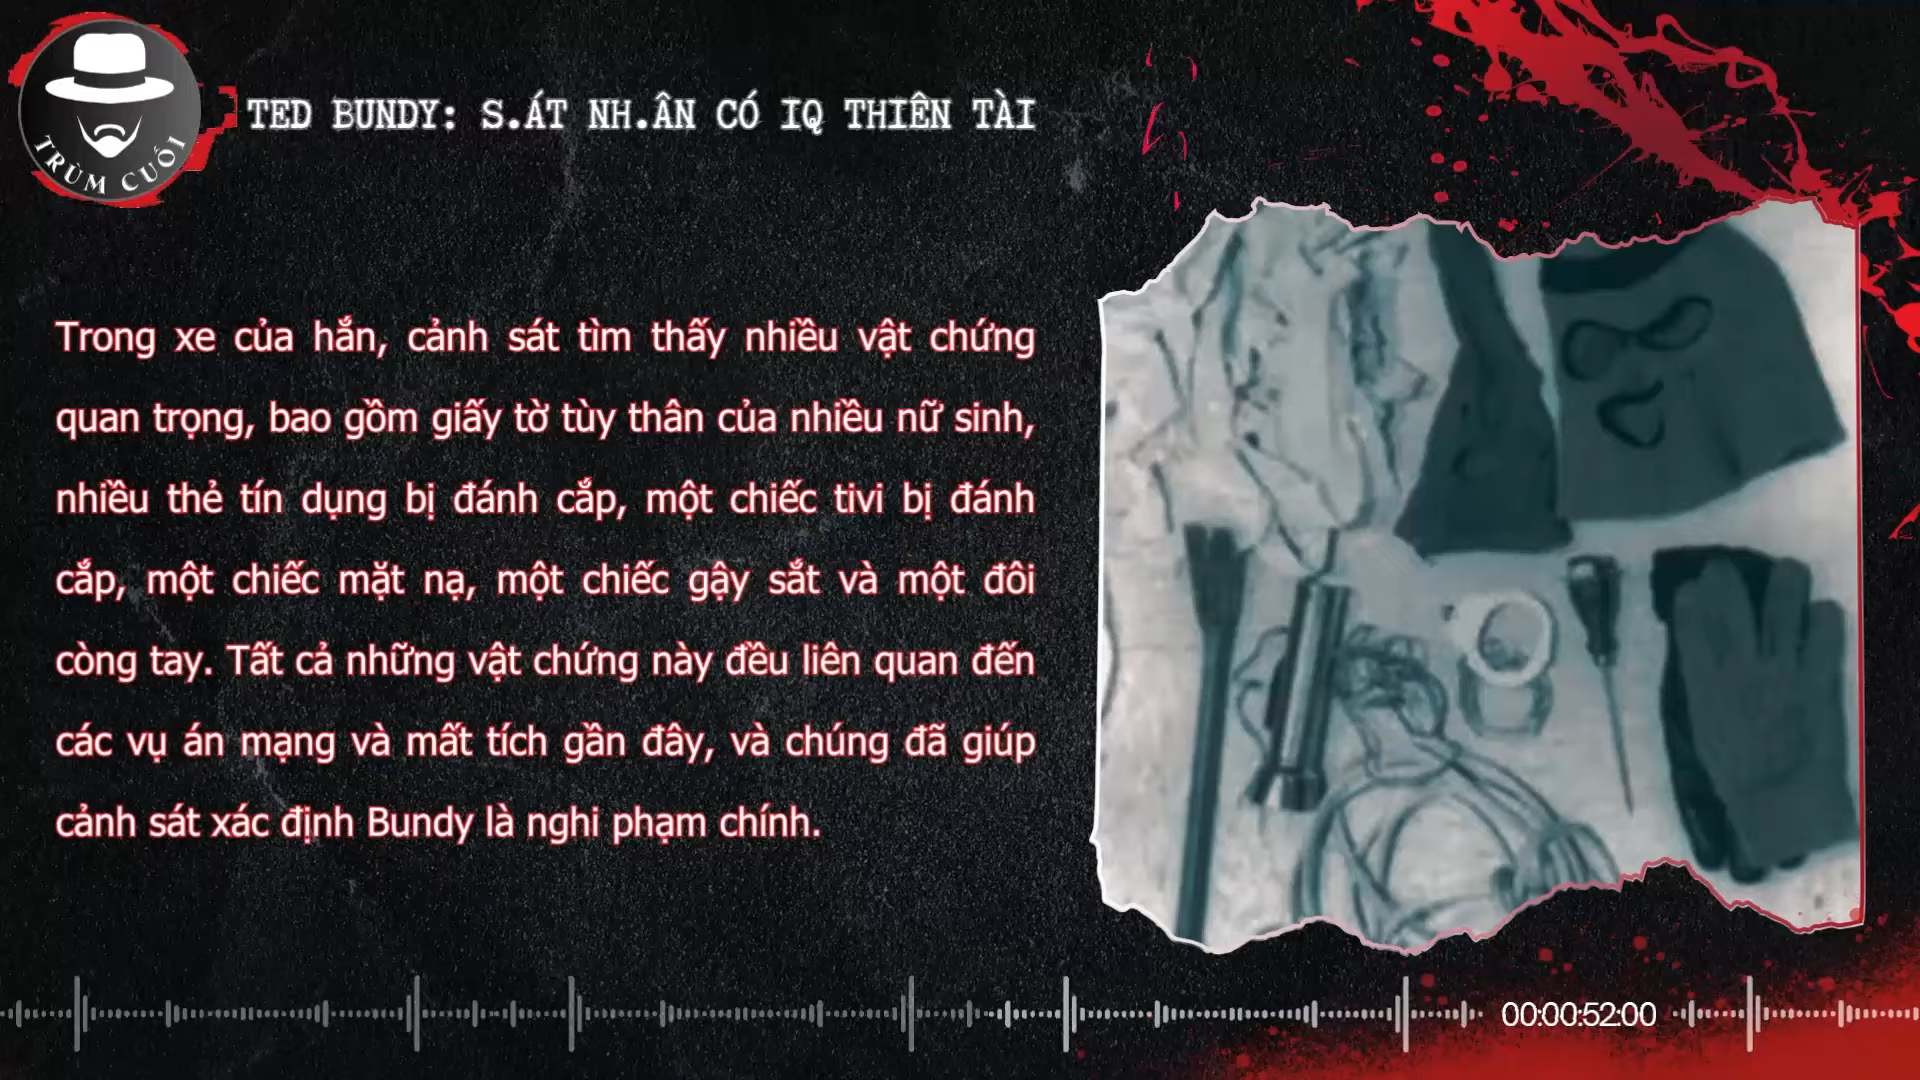 TRÙM CUỐI
TED BUNDY: S.ÁT NH.ÂN CÓ IQ THIÊN TÀI
Trong xe của hắn, cảnh sát tìm thấy nhiều vật chứng
quan trọng, bao gồm giấy tờ tùy thân của nhiều nữ sinh,
nhiều thẻ tín dụng bị đánh cắp, một chiếc tivi bị đánh
cắp, một chiếc mặt nạ, một chiếc gậy sắt và một đôi
còng tay. Tất cả những vật chứng này đều liên quan đến
các vụ án mạng và mất tích gần đây, và chúng đã giúp
cảnh sát xác định Bundy là nghi phạm chính.
00:00:52:00